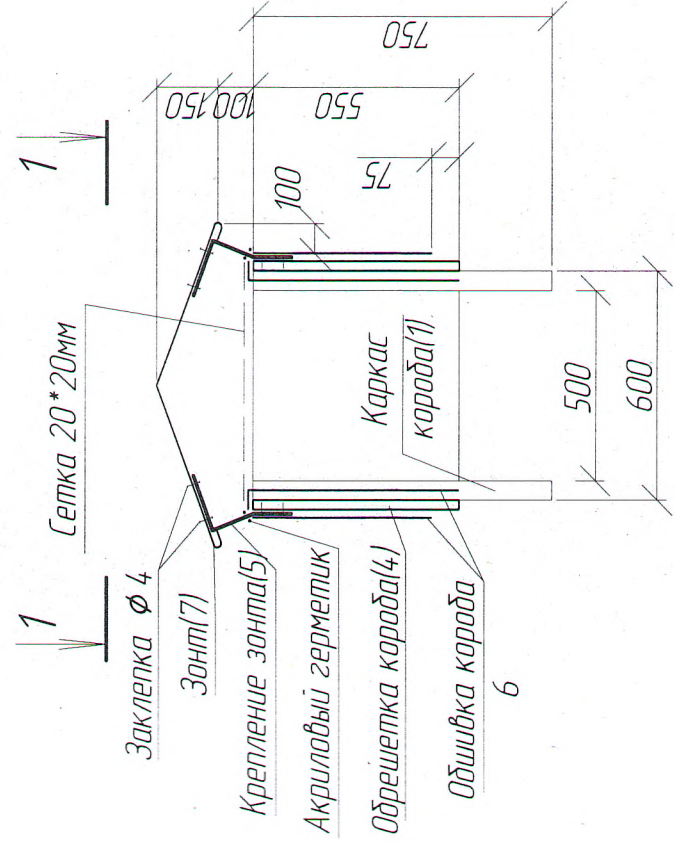 1
1
Сетка 20*20мм
Заклепка Ф 4
Зонт(7)
Крепление зонта(5)
Акриловый герметик
Обрешетка короба(4)
Обшивка короба
6
Каркас
короба(1)
150
100
550
750
75
100
500
600